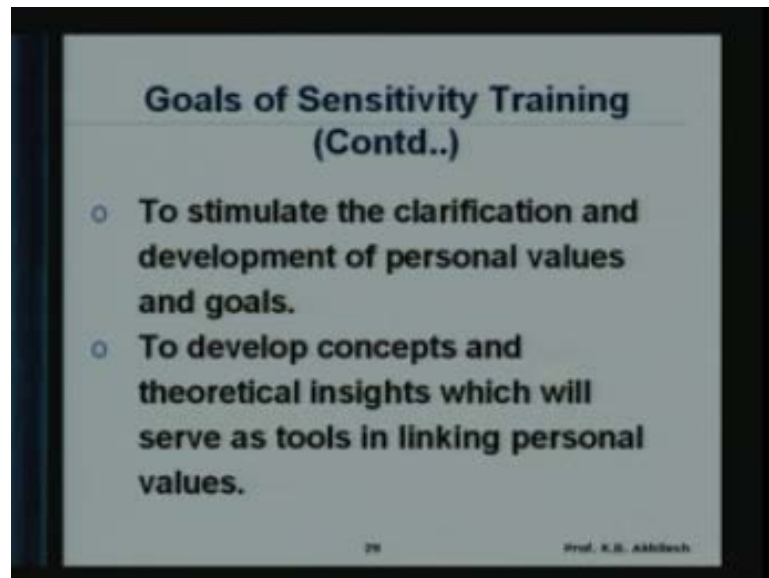 Goals of Sensitivity Training
(Contd..)
o To stimulate the clarification and
development of personal values
and goals.
o To develop concepts and
theoretical insights which will
serve as tools in linking personal
values.
29
Prof. K.B. Akhilesh